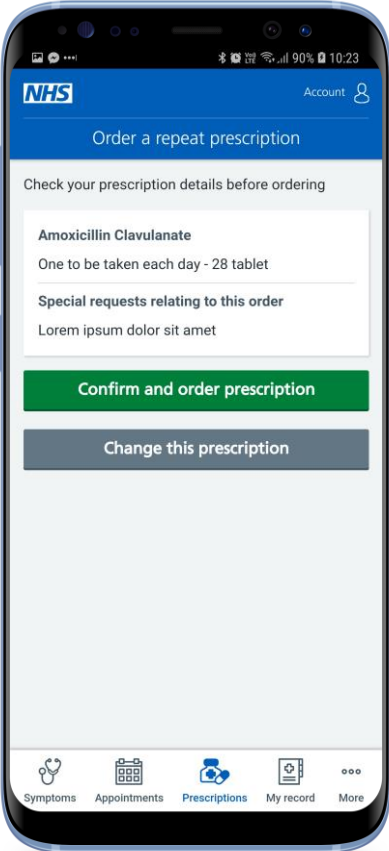 90% 10:23
NHS
Account
Order a repeat prescription
Check your prescription details before ordering
Amoxicillin Clavulanate
One to be taken each day - 28 tablet
Special requests relating to this order
Lorem ipsum dolor sit amet
Confirm and order prescription
Change this prescription
Symptoms Appointments Prescriptions My record More